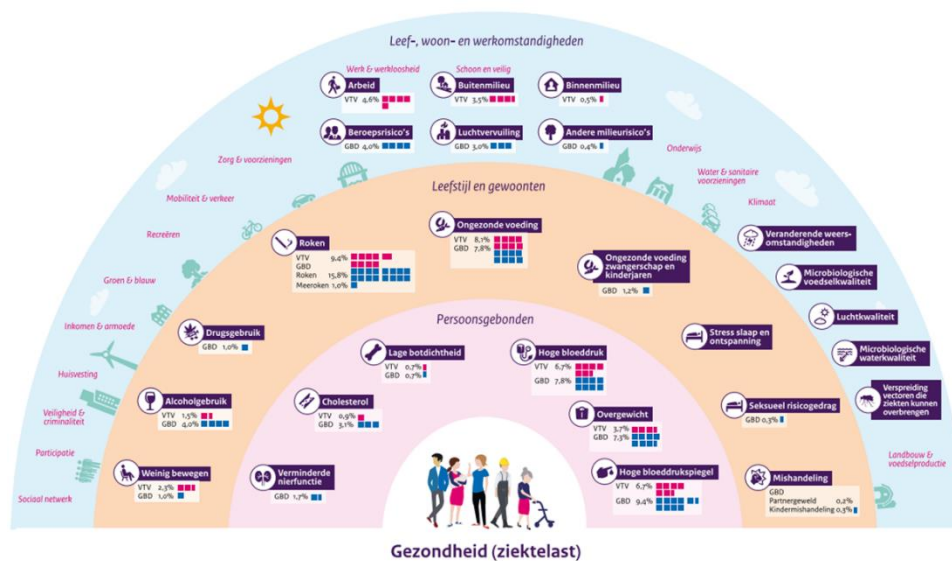 Leef-, woon- en werkomstandigheden
Werk & werkloosheid
Schoon en veilig
Arbeid
VTV 4,6%
Buitenmilieu
VTV 3,5%
Binnenmilieu
VTV 0,5%
Beroepsrisico's
GBD 4,0%
Luchtvervuiling
GBD 3,0%
Andere milieurisico's
GBD 0,4%
Zorg & voorzieningen
Mobiliteit & verkeer
Recreëren
Groen & blauw
Inkomen & armoede
Huisvesting
Veiligheid &
criminaliteit
Participatie
Sociaal netwerk
Onderwijs
Water & sanitaire
voorzieningen
Klimaat
Veranderende weers-
omstandigheden
Microbiologische
voedselkwaliteit
Luchtkwaliteit
Microbiologische
waterkwaliteit
Verspreiding
vectoren die
ziekten kunnen
overbrengen
Landbouw &
voedselproductie
Leefstijl en gewoonten
Roken
VTV 9,4%
GBD
Roken 15,8%
Meeroken 1,0%
Ongezonde voeding
VTV 8,1%
GBD 7,8%
Ongezonde voeding
zwangerschap en
kinderjaren
GBD 1,2%
Drugsgebruik
GBD 1,0%
Stress slaap en
ontspanning
Alcoholgebruik
VTV 1,5%
GBD 4,0%
Seksueel risicogedrag
GBD 0,3%
Weinig bewegen
VTV 2,3%
GBD 1,0%
Mishandeling
GBD
Partnergeweld 0,2%
Kindermishandeling 0,3%
Persoonsgebonden
Lage botdichtheid
VTV 0,7%
GBD 0,7%
Hoge bloeddruk
VTV 6,7%
GBD 7,8%
Cholesterol
VTV 0,9%
GBD 3,1%
Overgewicht
VTV 3,7%
GBD 7,3%
Verminderde
nierfunctie
GBD 1,7%
Hoge bloeddrukspiegel
VTV 6,7%
GBD 9,4%
Gezondheid (ziektelast)